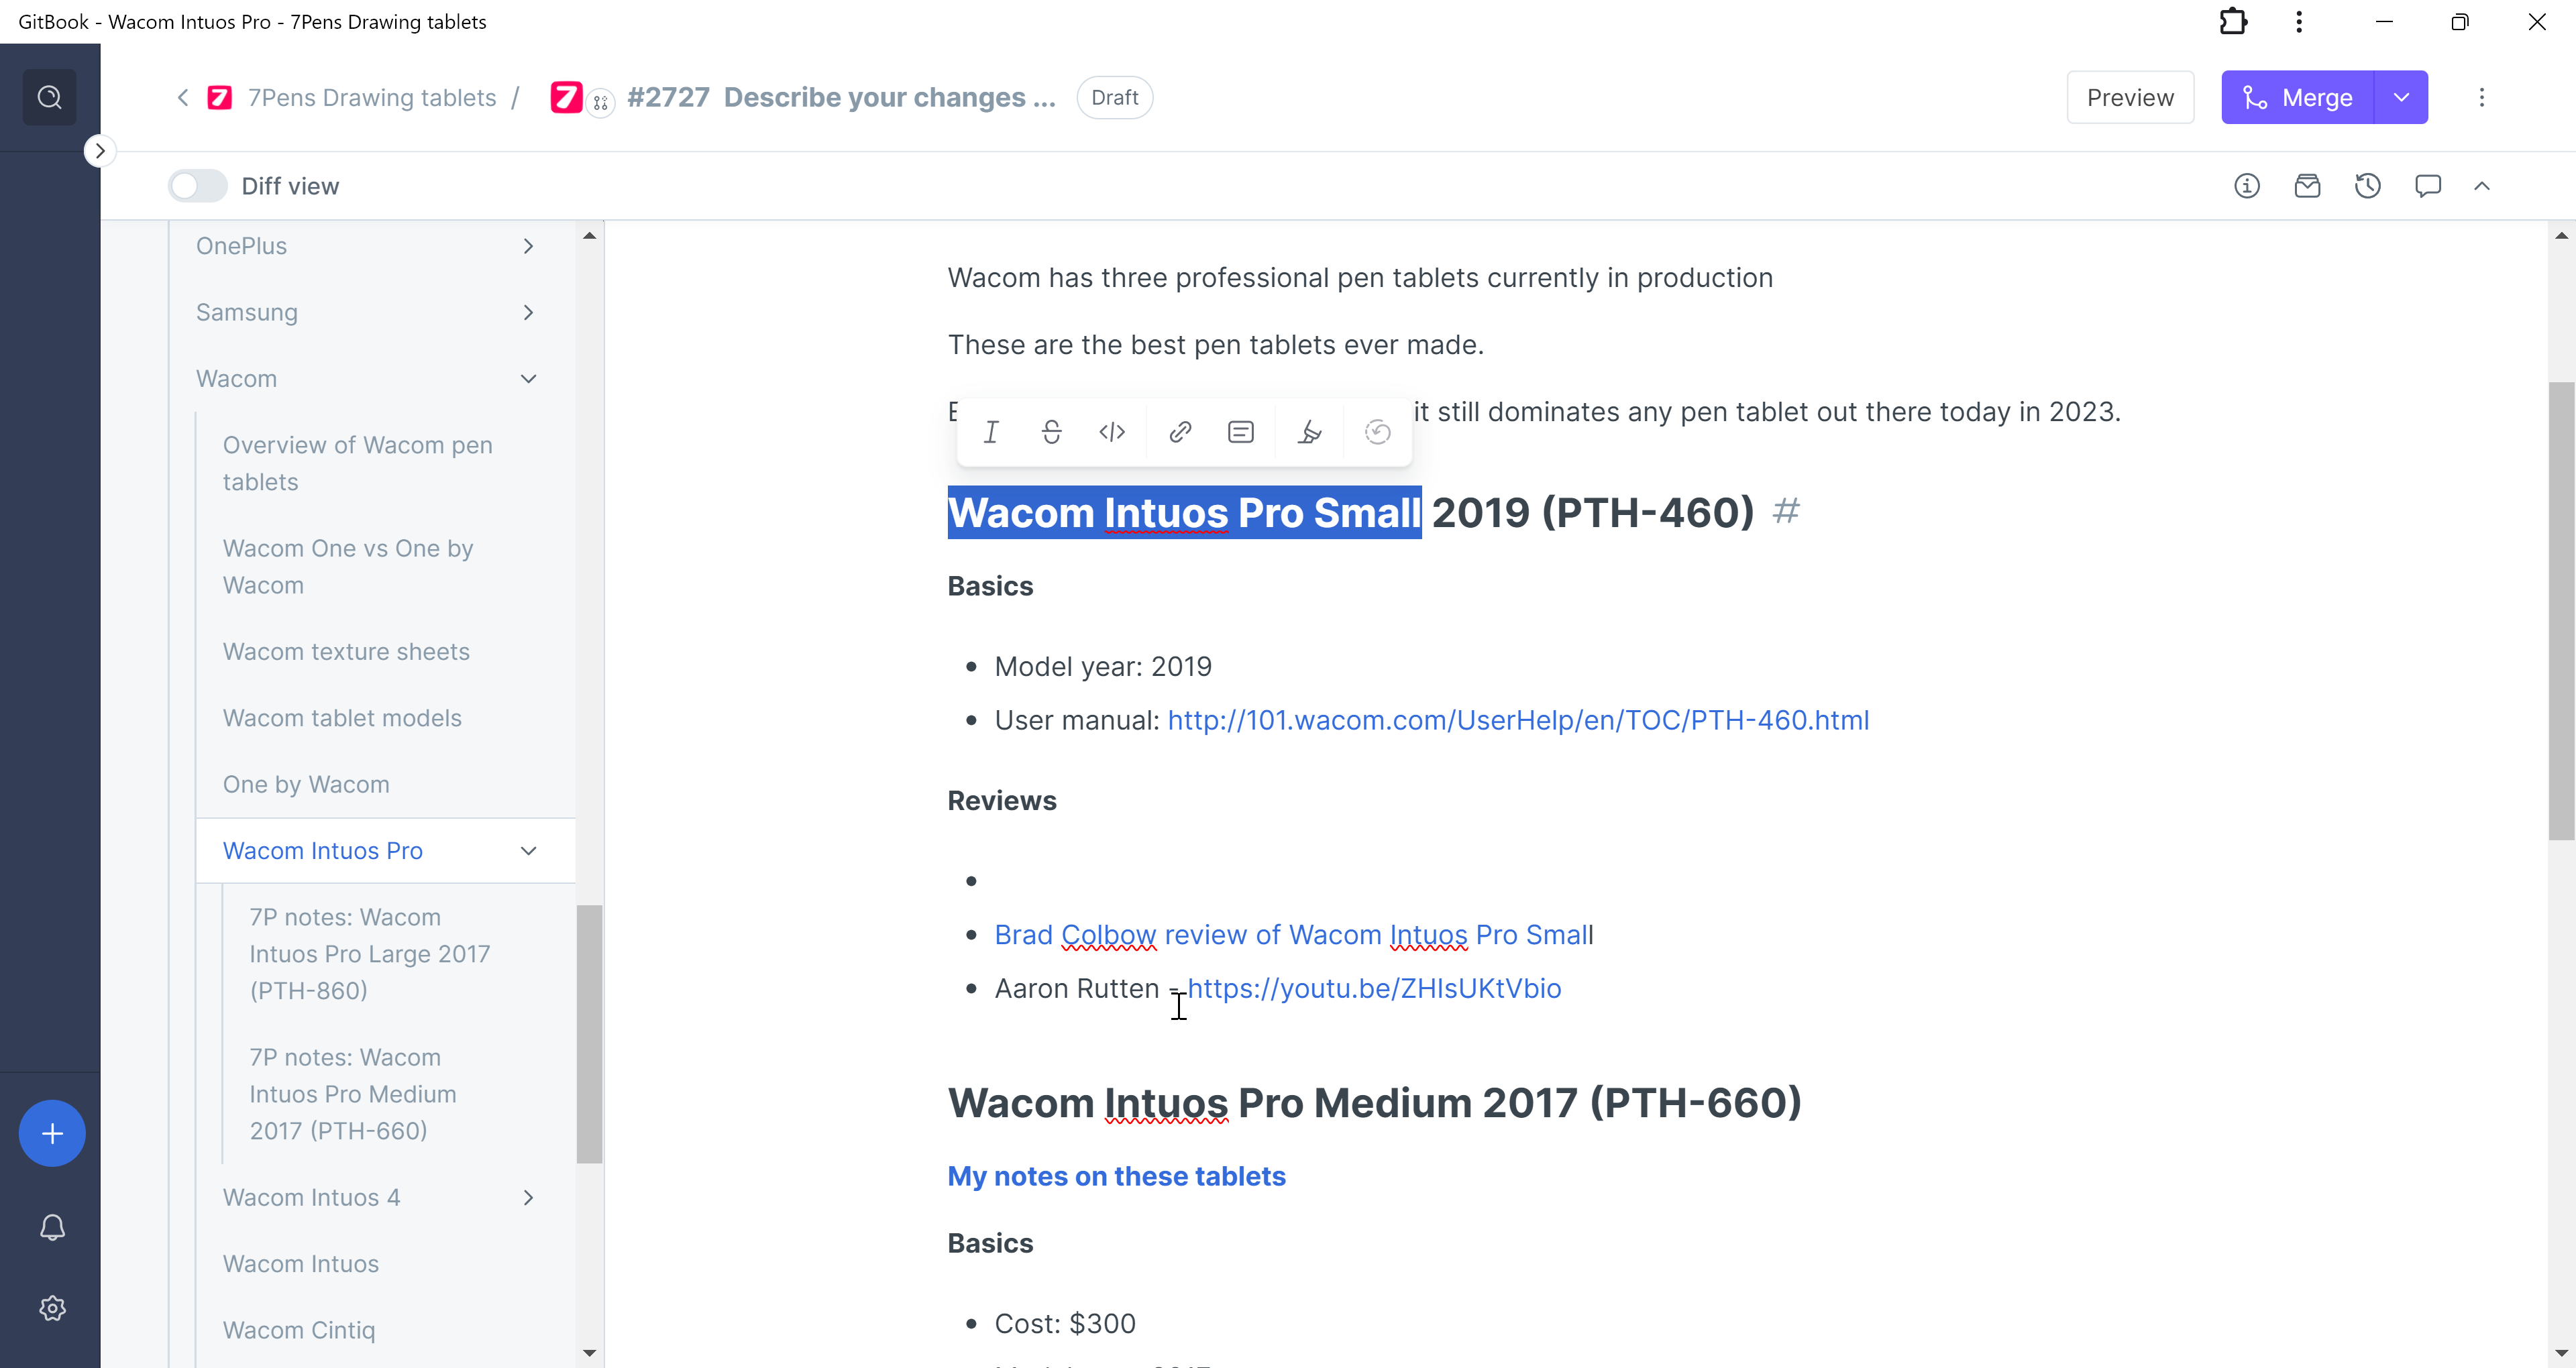 GitBook - Wacom Intuos Pro - 7Pens Drawing tablets
7Pens Drawing tablets / #2727 Describe your changes ... Draft
Preview
Merge
Diff view
OnePlus
Samsung
Wacom
Overview of Wacom pen
tablets
Wacom One vs One by
Wacom
Wacom texture sheets
Wacom tablet models
One by Wacom
Wacom Intuos Pro
7P notes: Wacom
Intuos Pro Large 2017
(PTH-860)
7P notes: Wacom
Intuos Pro Medium
2017 (PTH-660)
Wacom Intuos 4
Wacom Intuos
Wacom Cintiq
Wacom has three professional pen tablets currently in production
These are the best pen tablets ever made.
it still dominates any pen tablet out there today in 2023.
Wacom Intuos Pro Small 2019 (PTH-460) #
Basics
• Model year: 2019
• User manual: http://101.wacom.com/UserHelp/en/TOC/PTH-460.html
Reviews
•
• Brad Colbow review of Wacom Intuos Pro Small
• Aaron Rutten - https://youtu.be/ZHIsUKtVbio
Wacom Intuos Pro Medium 2017 (PTH-660)
My notes on these tablets
Basics
• Cost: $300